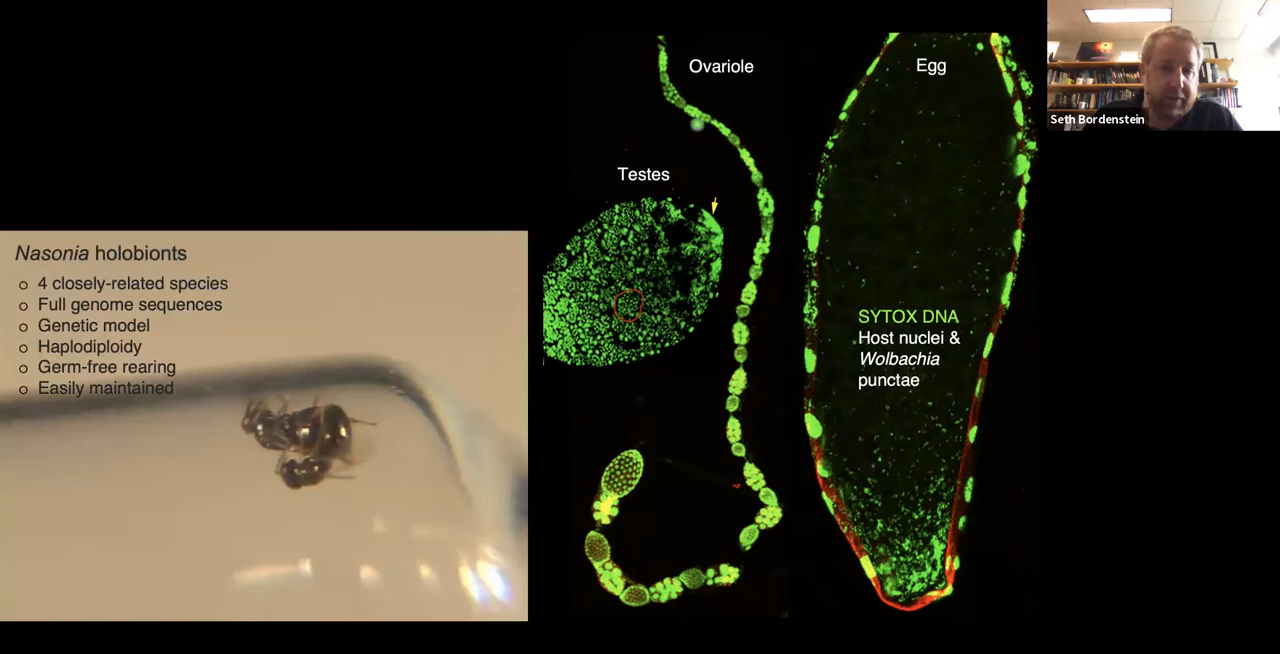 Nasonia holobionts
4 closely-related species
Full genome sequences
Genetic model
Haplodiploidy
Germ-free rearing
Easily maintained
Ovariole
Testes
Egg
SYTOX DNA
Host nuclei &
Wolbachia
punctae
Seth Bordenstein